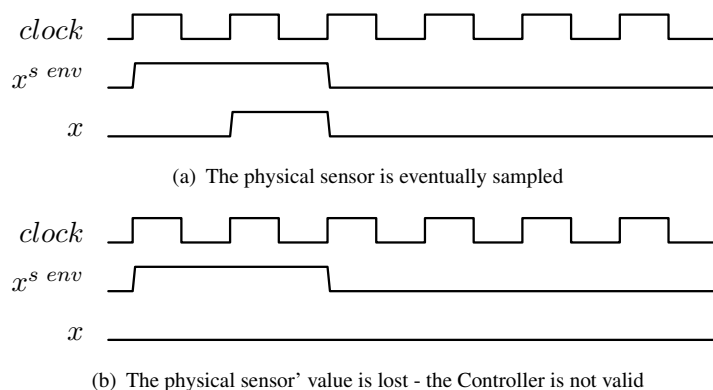 clock
x^{s env}
x
(a) The physical sensor is eventually sampled
clock
x^{s env}
x
(b) The physical sensor' value is lost - the Controller is not valid